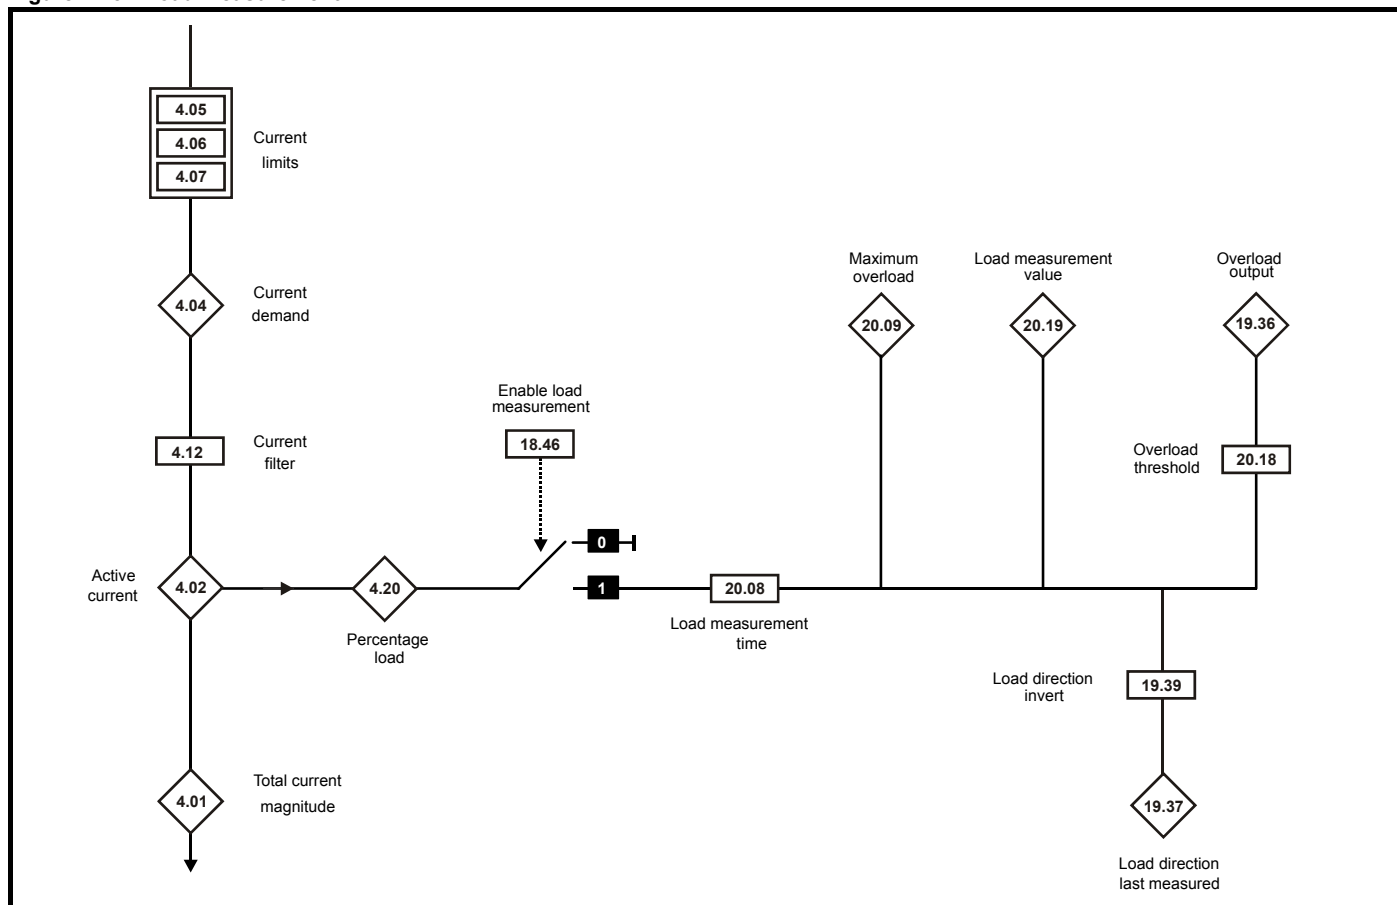 4.05
4.06
4.07
Current
limits
4.04
Current
demand
4.12
Current
filter
Active
current
4.02
4.20
Percentage
load
Enable load
measurement
18.46
0
1
20.08
Load measurement
time
Maximum
overload
20.09
Load measurement
value
20.19
Overload
output
19.36
Overload
threshold
20.18
Load direction
invert
19.39
19.37
Load direction
last measured
4.01
Total current
magnitude